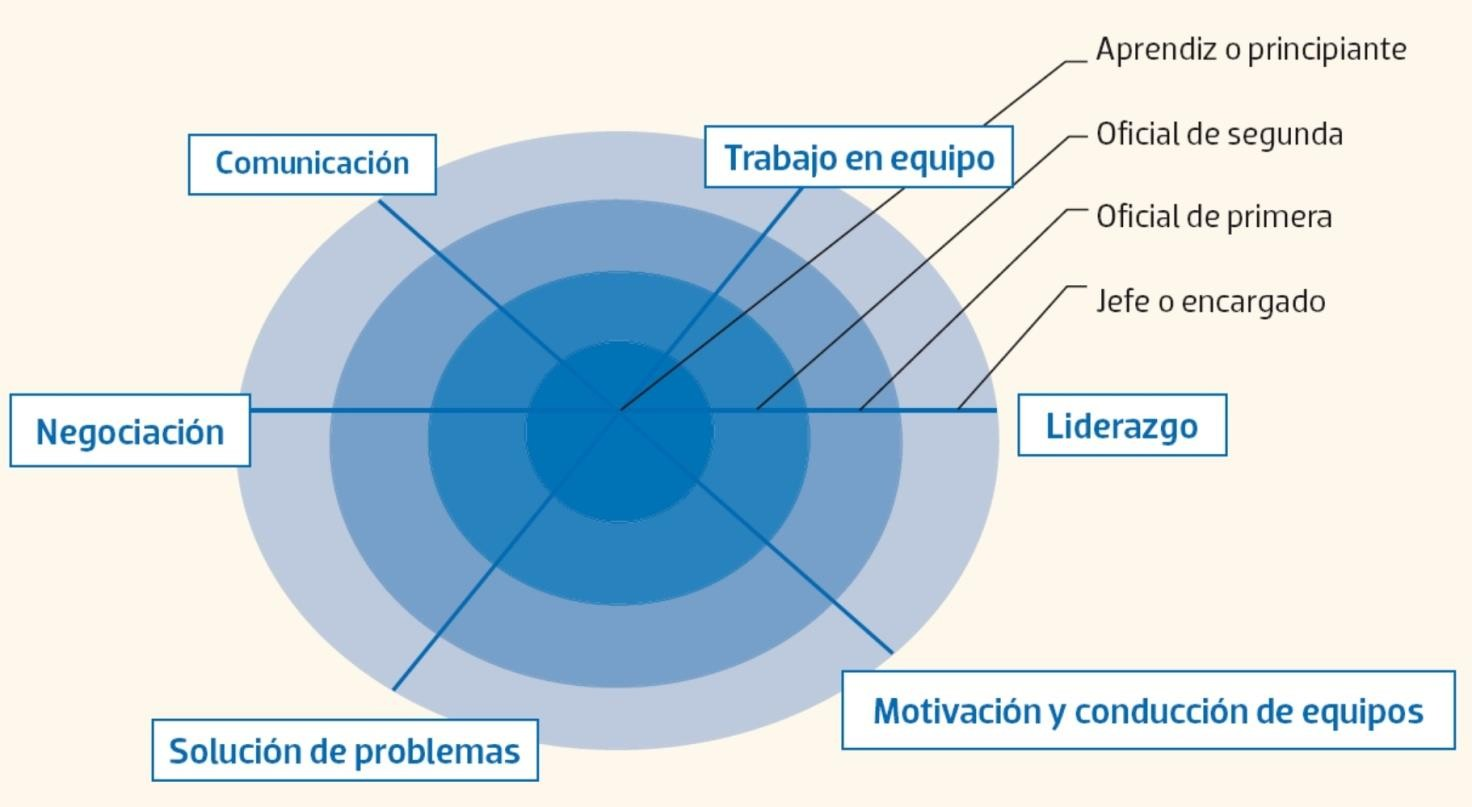 Aprendiz o principiante
Oficial de segunda
Comunicación
Trabajo en equipo
Oficial de primera
Jefe o encargado
Negociación
Liderazgo
Motivación y conducción de equipos
Solución de problemas